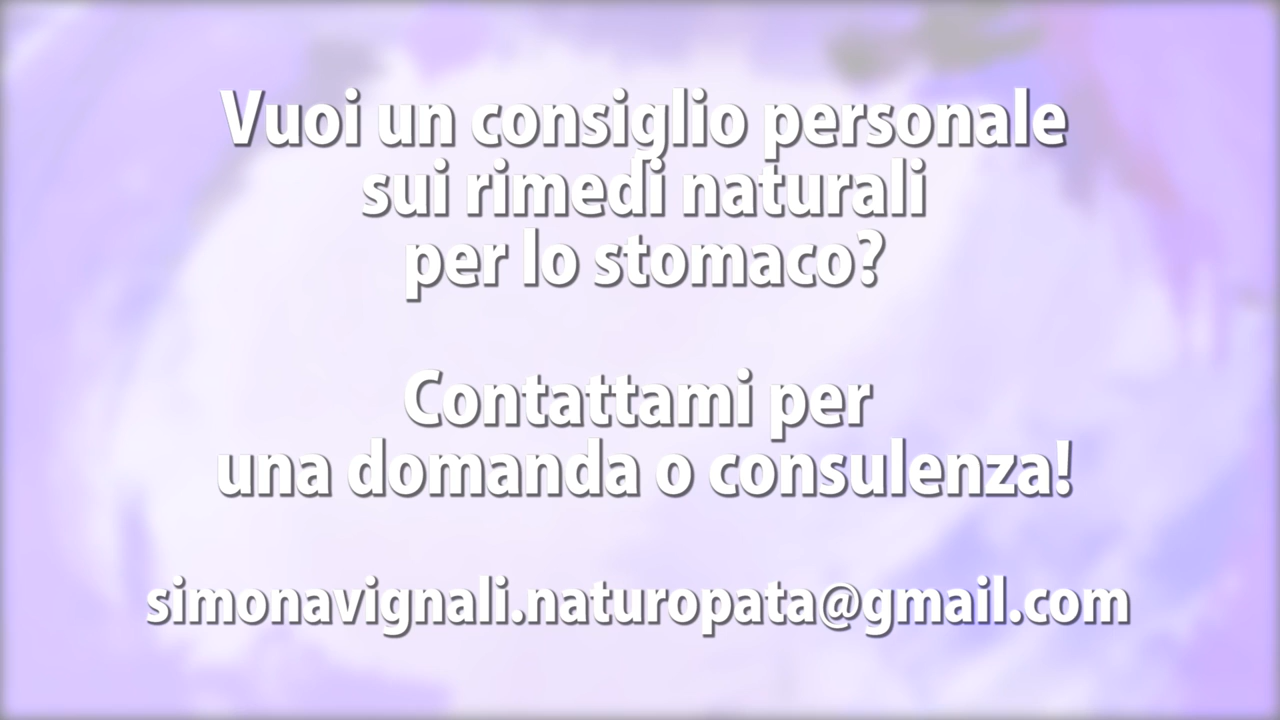 Vuoi un consiglio personale
sui rimedi naturali
per lo stomaco?
Contattami per
una domanda o consulenza!
simonavignali.naturopata@gmail.com